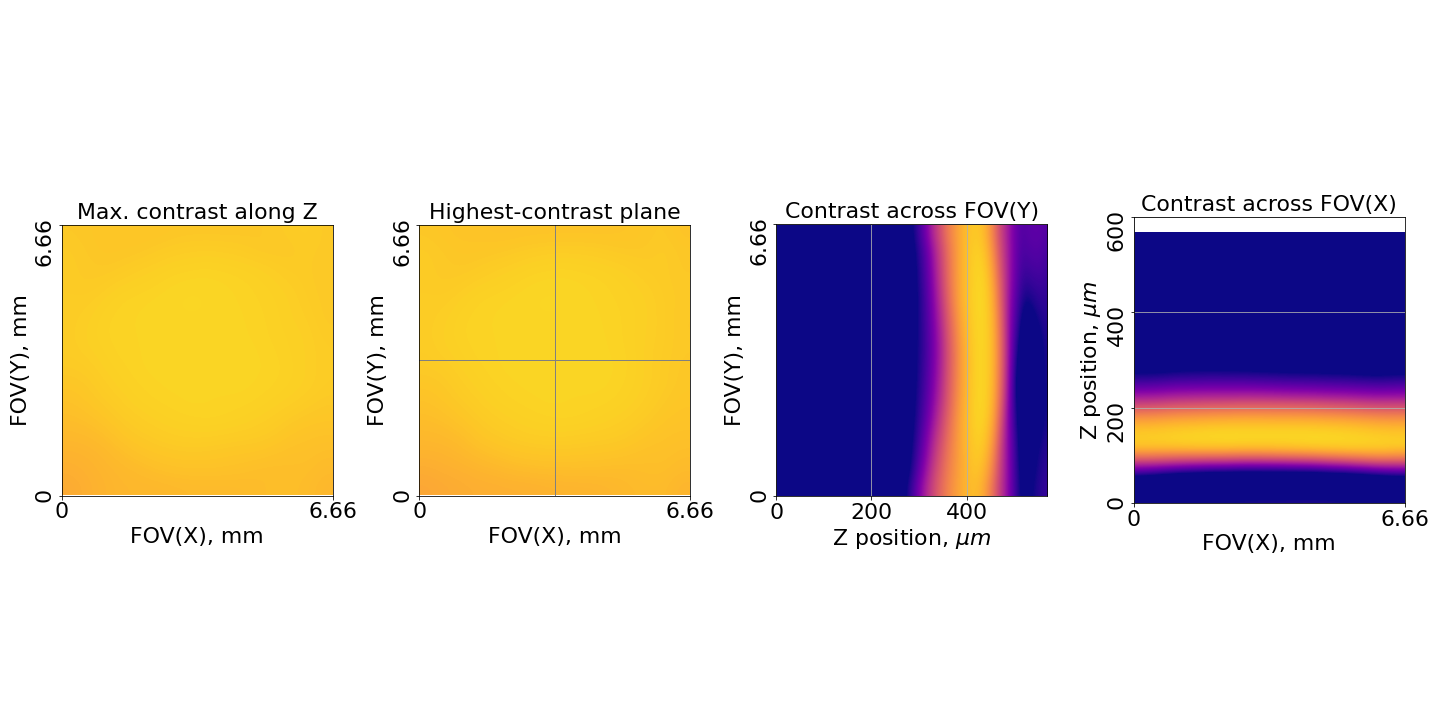 Max. contrast along Z
6.66
FOV(Y), mm
0
0
6.66
FOV(X), mm
Highest-contrast plane
6.66
FOV(Y), mm
0
0
6.66
FOV(X), mm
Contrast across FOV(Y)
6.66
FOV(Y), mm
0
0
200
400
Z position, μm
Contrast across FOV(X)
600
400
200
0
Z position, μm
0
6.66
FOV(X), mm